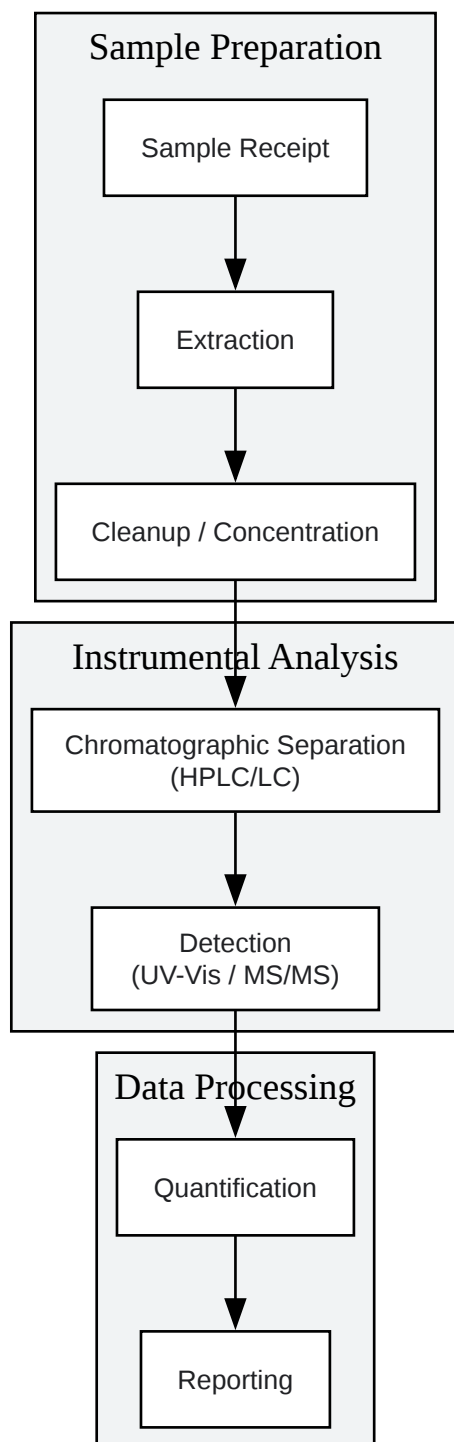 Sample Preparation
Sample Receipt
Extraction
Cleanup / Concentration
Instrumental Analysis
Chromatographic Separation
(HPLC/LC)
Detection
(UV-Vis / MS/MS)
Data Processing
Quantification
Reporting